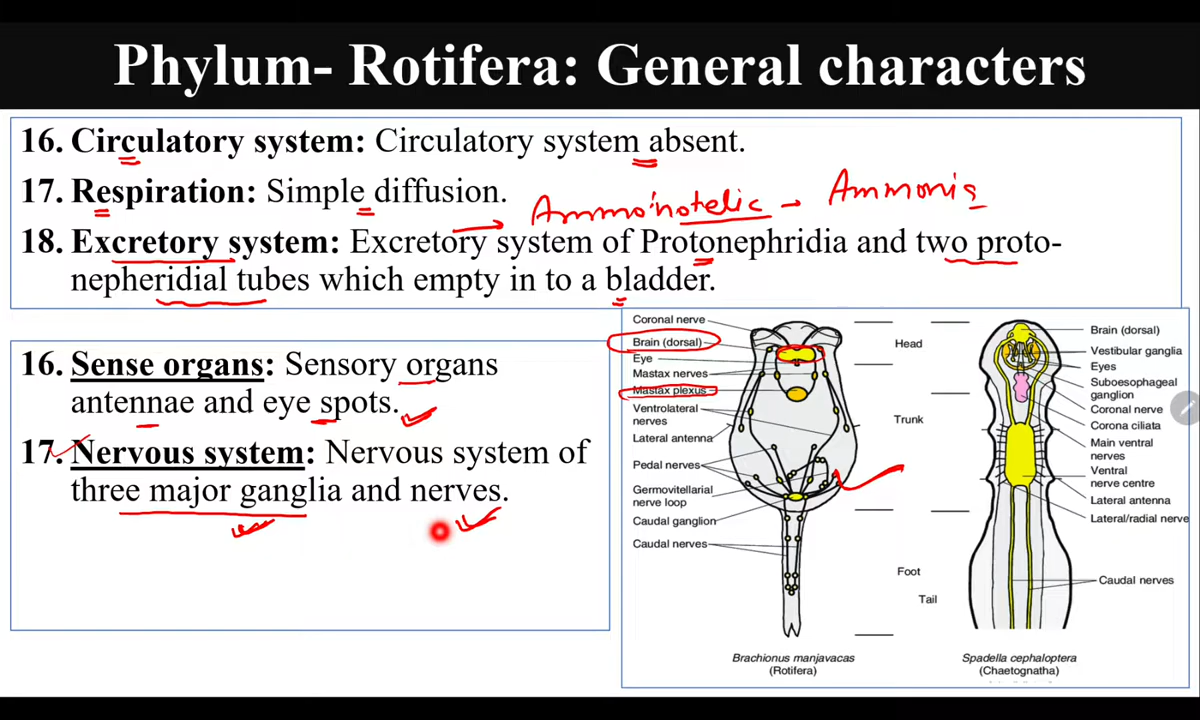 Phylum- Rotifera: General characters
16. Circulatory system: Circulatory system absent.
17. Respiration: Simple diffusion.
Ammoinotelic - Ammonia
18. Excretory system: Excretory system of Protonephridia and two proto-
nepheridial tubes which empty in to a bladder.
16. Sense organs: Sensory organs
antennae and eye spots.
17. Nervous system: Nervous system of
three major ganglia and nerves.
Coronal nerve
Brain (dorsal)
Eye
Mastax nerves
Mastax plexus
Ventrolateral
nerves
Lateral antenna
Pedal nerves
Germovitellarial
nerve loop
Caudal ganglion
Caudal nerves
Head
Trunk
Foot
Tail
Brain (dorsal)
Vestibular ganglia
Eyes
Suboesophageal
ganglion
Coronal nerve
Corona ciliata
Main ventral
nerves
Ventral
nerve centre
Lateral antenna
Lateral/radial nerve
Caudal nerves
Brachionus manjavacas
(Rotifera)
Spadella cephaloptera
(Chaetognatha)